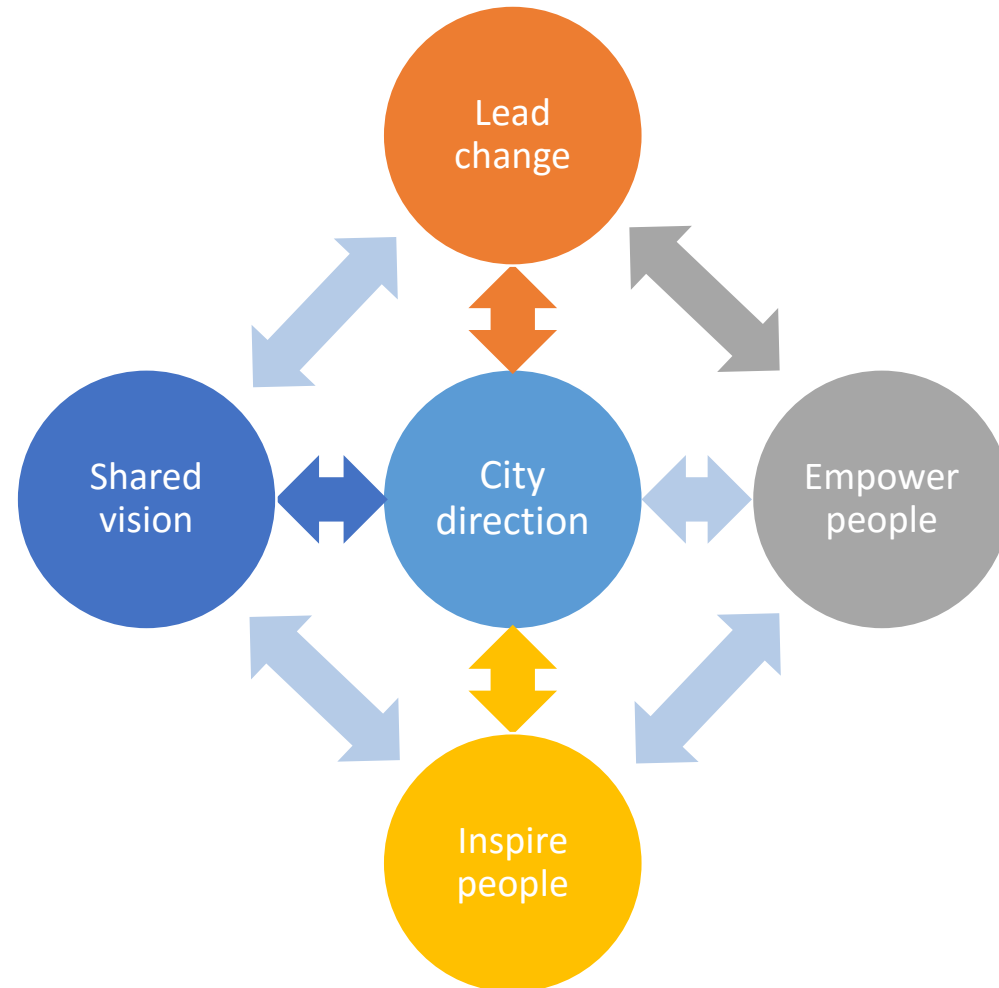 Lead
change
Shared
vision
City
direction
Empower
people
Inspire
people